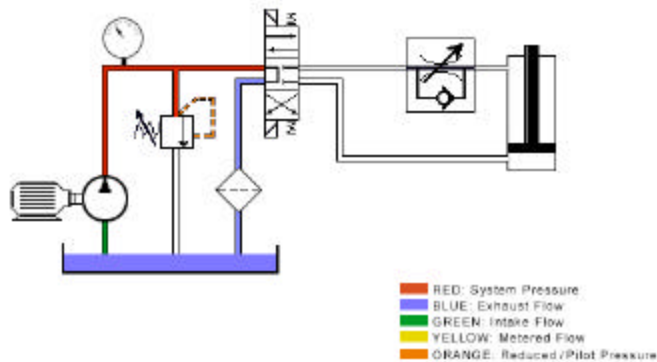 RED: System Pressure
BLUE: Exhaust Flow
GREEN: Intake Flow
YELLOW: Metered Flow
ORANGE: Reduced/Pilot Pressure